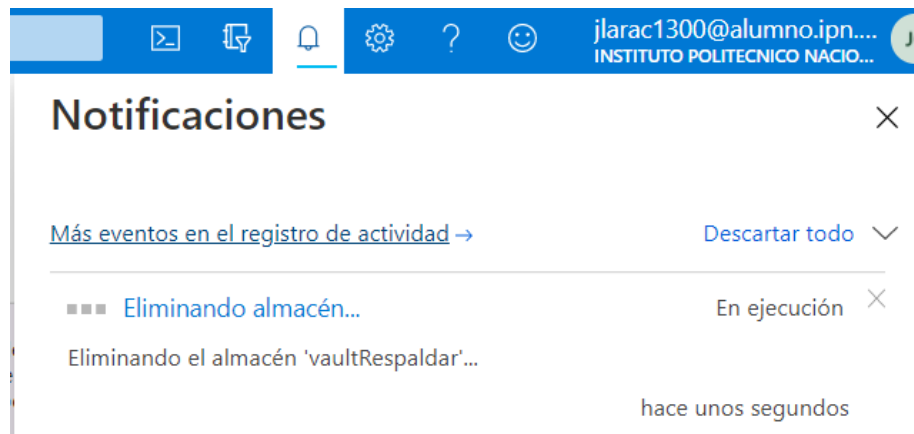 jlarac1300@alumno.ipn....
INSTITUTO POLITECNICO NACIO...
J
Notificaciones
Más eventos en el registro de actividad →
Descartar todo
Eliminando almacén...
En ejecución
Eliminando el almacén 'vaultRespaldar'...
hace unos segundos